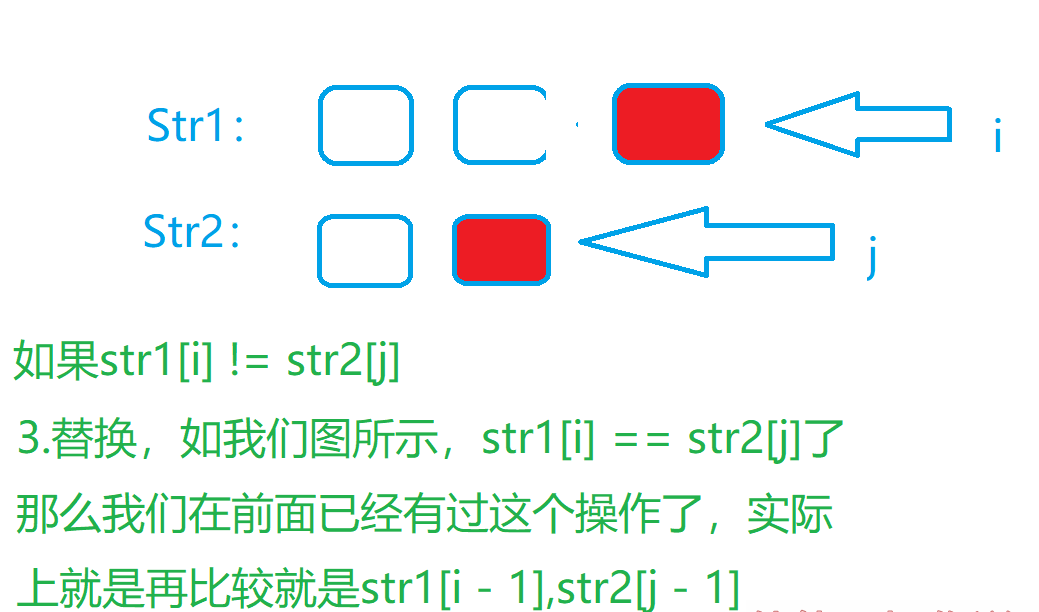 Str1：
i
Str2：
j
如果str1[i] != str2[j]
3.替换，如我们图所示，str1[i] == str2[j]了
那么我们在前面已经有过这个操作了，实际
上就是再比较就是str1[i - 1],str2[j - 1]